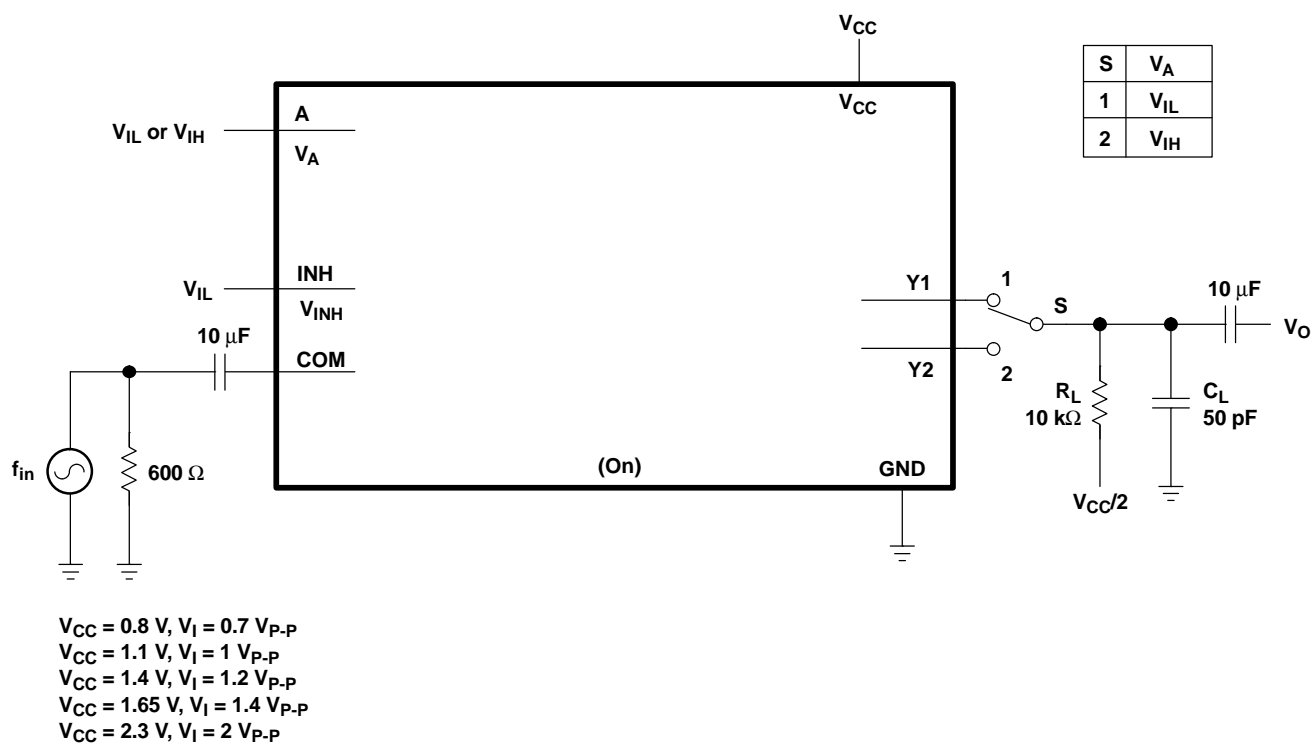 VCC
S VA
1 VIL
2 VIH
VCC
A
VIL or VIH
VA
INH
VIL
VINH
10 μF
COM
Y1
1
S
10 μF
VO
Y2
2
RL
10 kΩ
CL
50 pF
fin
600 Ω
(On)
GND
VCC/2
VCC = 0.8 V, VI = 0.7 VP-P
VCC = 1.1 V, VI = 1 VP-P
VCC = 1.4 V, VI = 1.2 VP-P
VCC = 1.65 V, VI = 1.4 VP-P
VCC = 2.3 V, VI = 2 VP-P